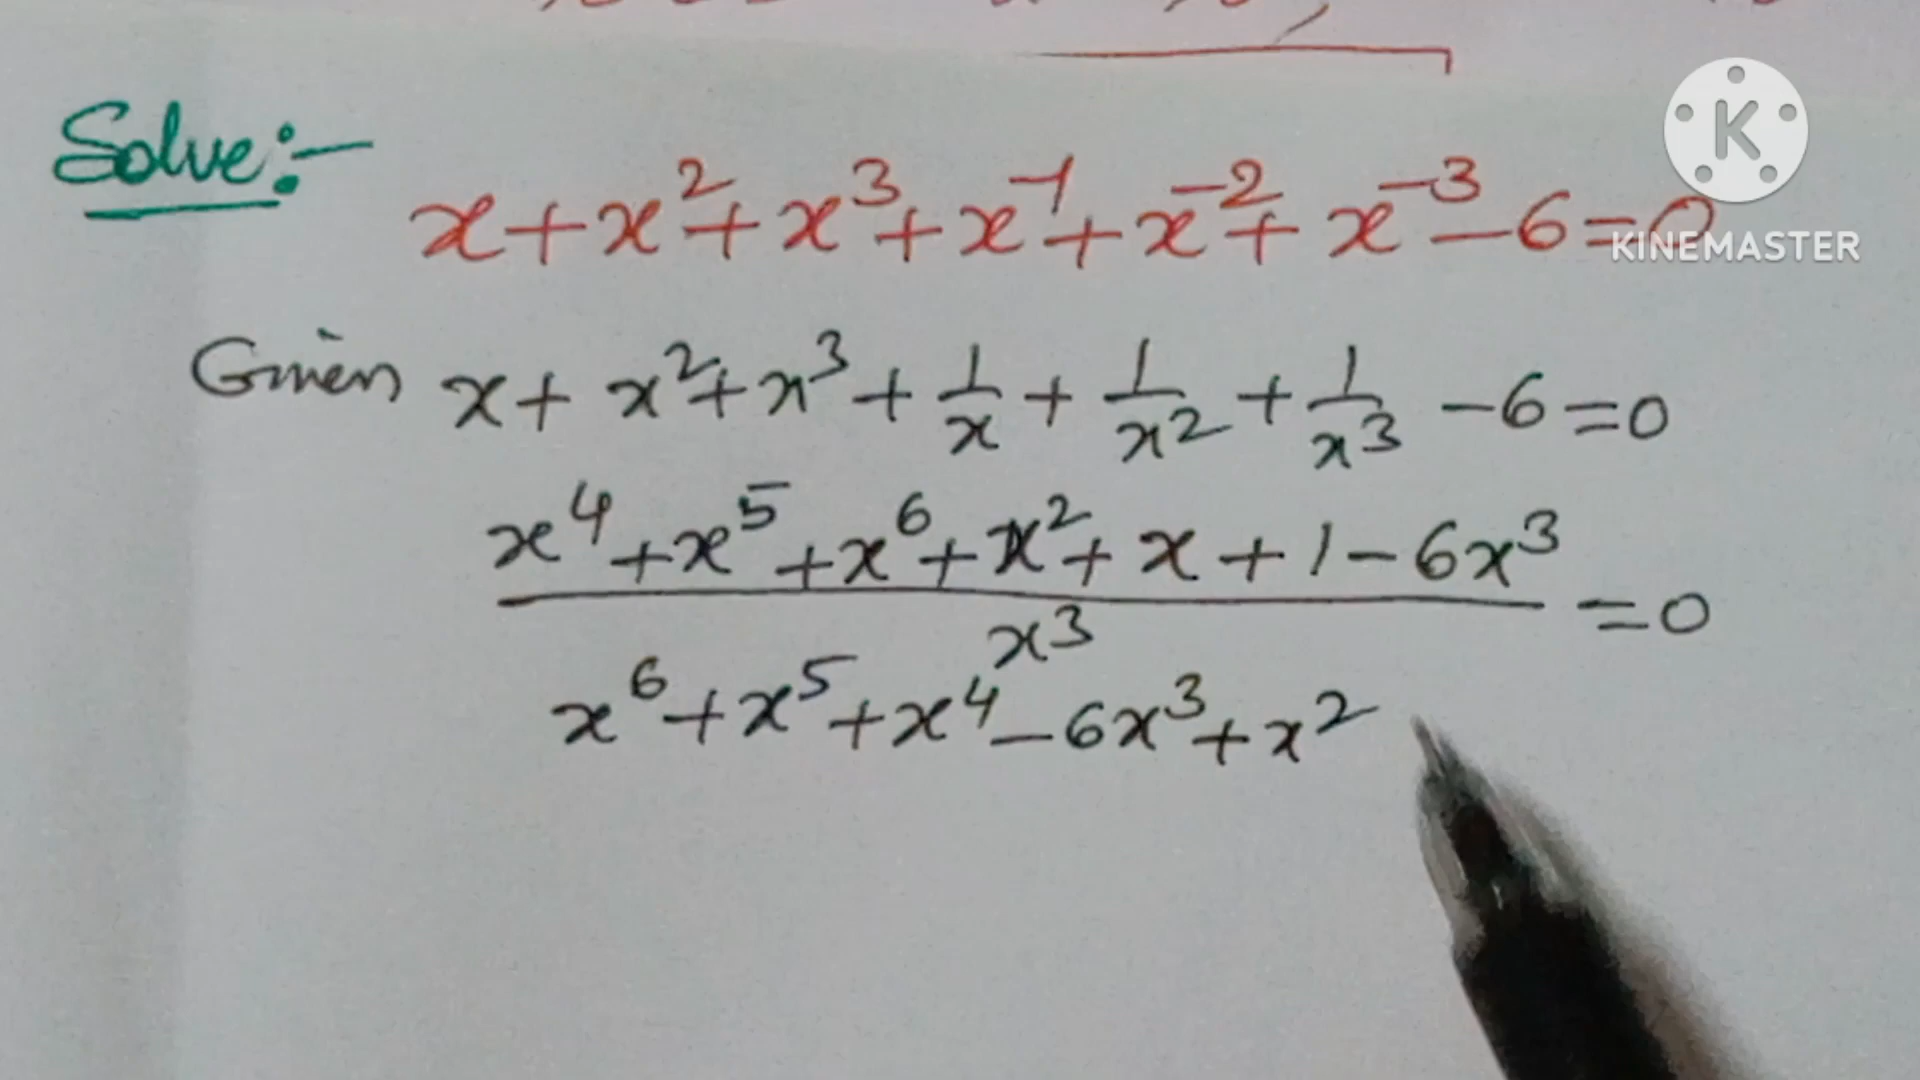 Solve:-
x + x² + x³ + x⁻¹ + x⁻² + x⁻³ - 6 = 0
K
KINEMASTER
Given x + x² + x³ + 1/x + 1/x² + 1/x³ - 6 = 0
x⁴ + x⁵ + x⁶ + x² + x + 1 - 6x³ / x³ = 0
x⁶ + x⁵ + x⁴ - 6x³ + x²